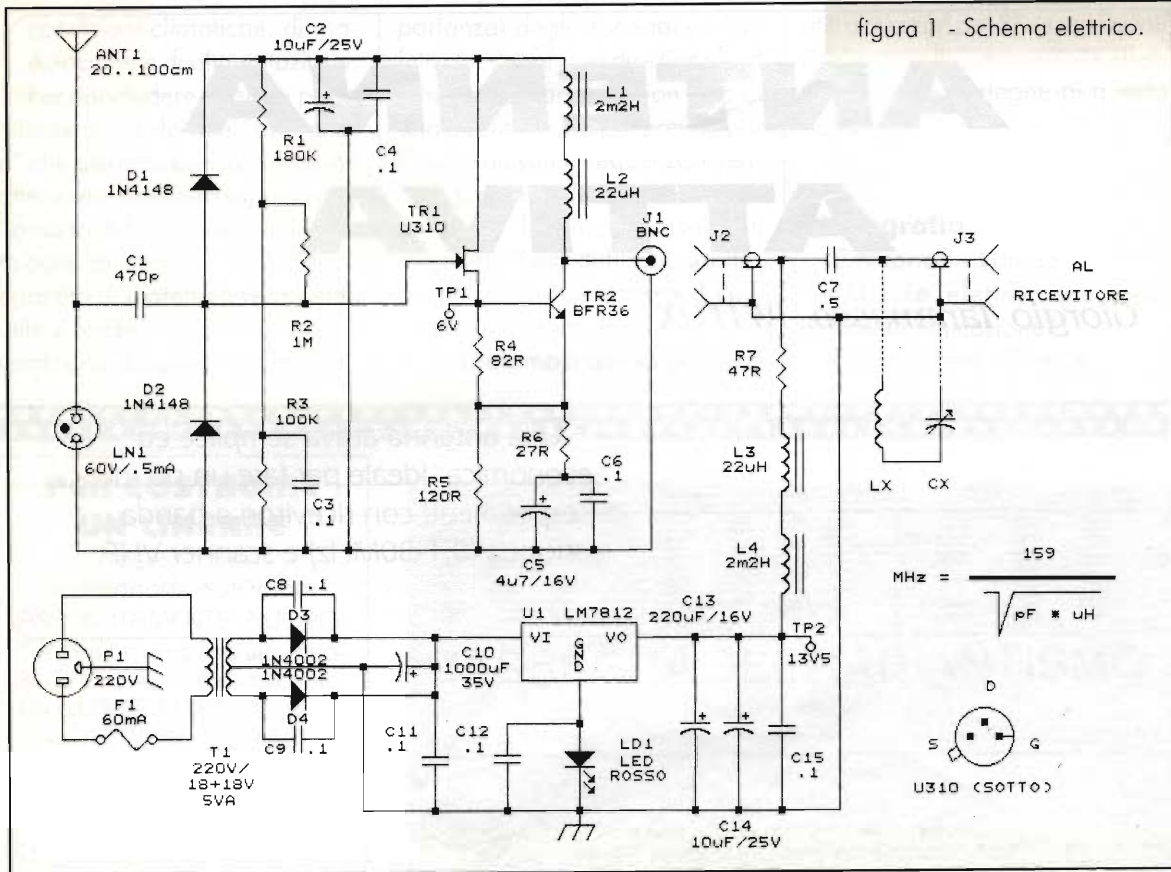 figura 1 - Schema elettrico.
ANT1
20..100cm
C2
10uF/25V
L1
2m2H
R1
180K
C4
.1
D1
1N4148
L2
22uH
TR1
U310
J1
BNC
J2
J3
C1
470p
TP1
6V
TR2
BFR36
C7
.5
AL
RICEVITORE
R2
1M
R4
82R
R7
47R
D2
1N4148
R3
100K
LN1
60V/.5mA
R6
27R
C6
.1
L3
22uH
R5
120R
C3
.1
LX
CX
C5
4u7/16V
L4
2m2H
MHz =
159
pF * uH
C8
.1
D3
1N4002
U1
LM7812
C13
220uF/16V
VI
VO
GND
TP2
13V5
P1
220V
1N4002
D4
C10
1000uF
35V
F1
60mA
C9
.1
C11
.1
C12
.1
LD1
LED
ROSSO
C15
.1
T1
220V/
18+18V
5VA
C14
10uF/25V
D
S
G
U310 (SOTTO)